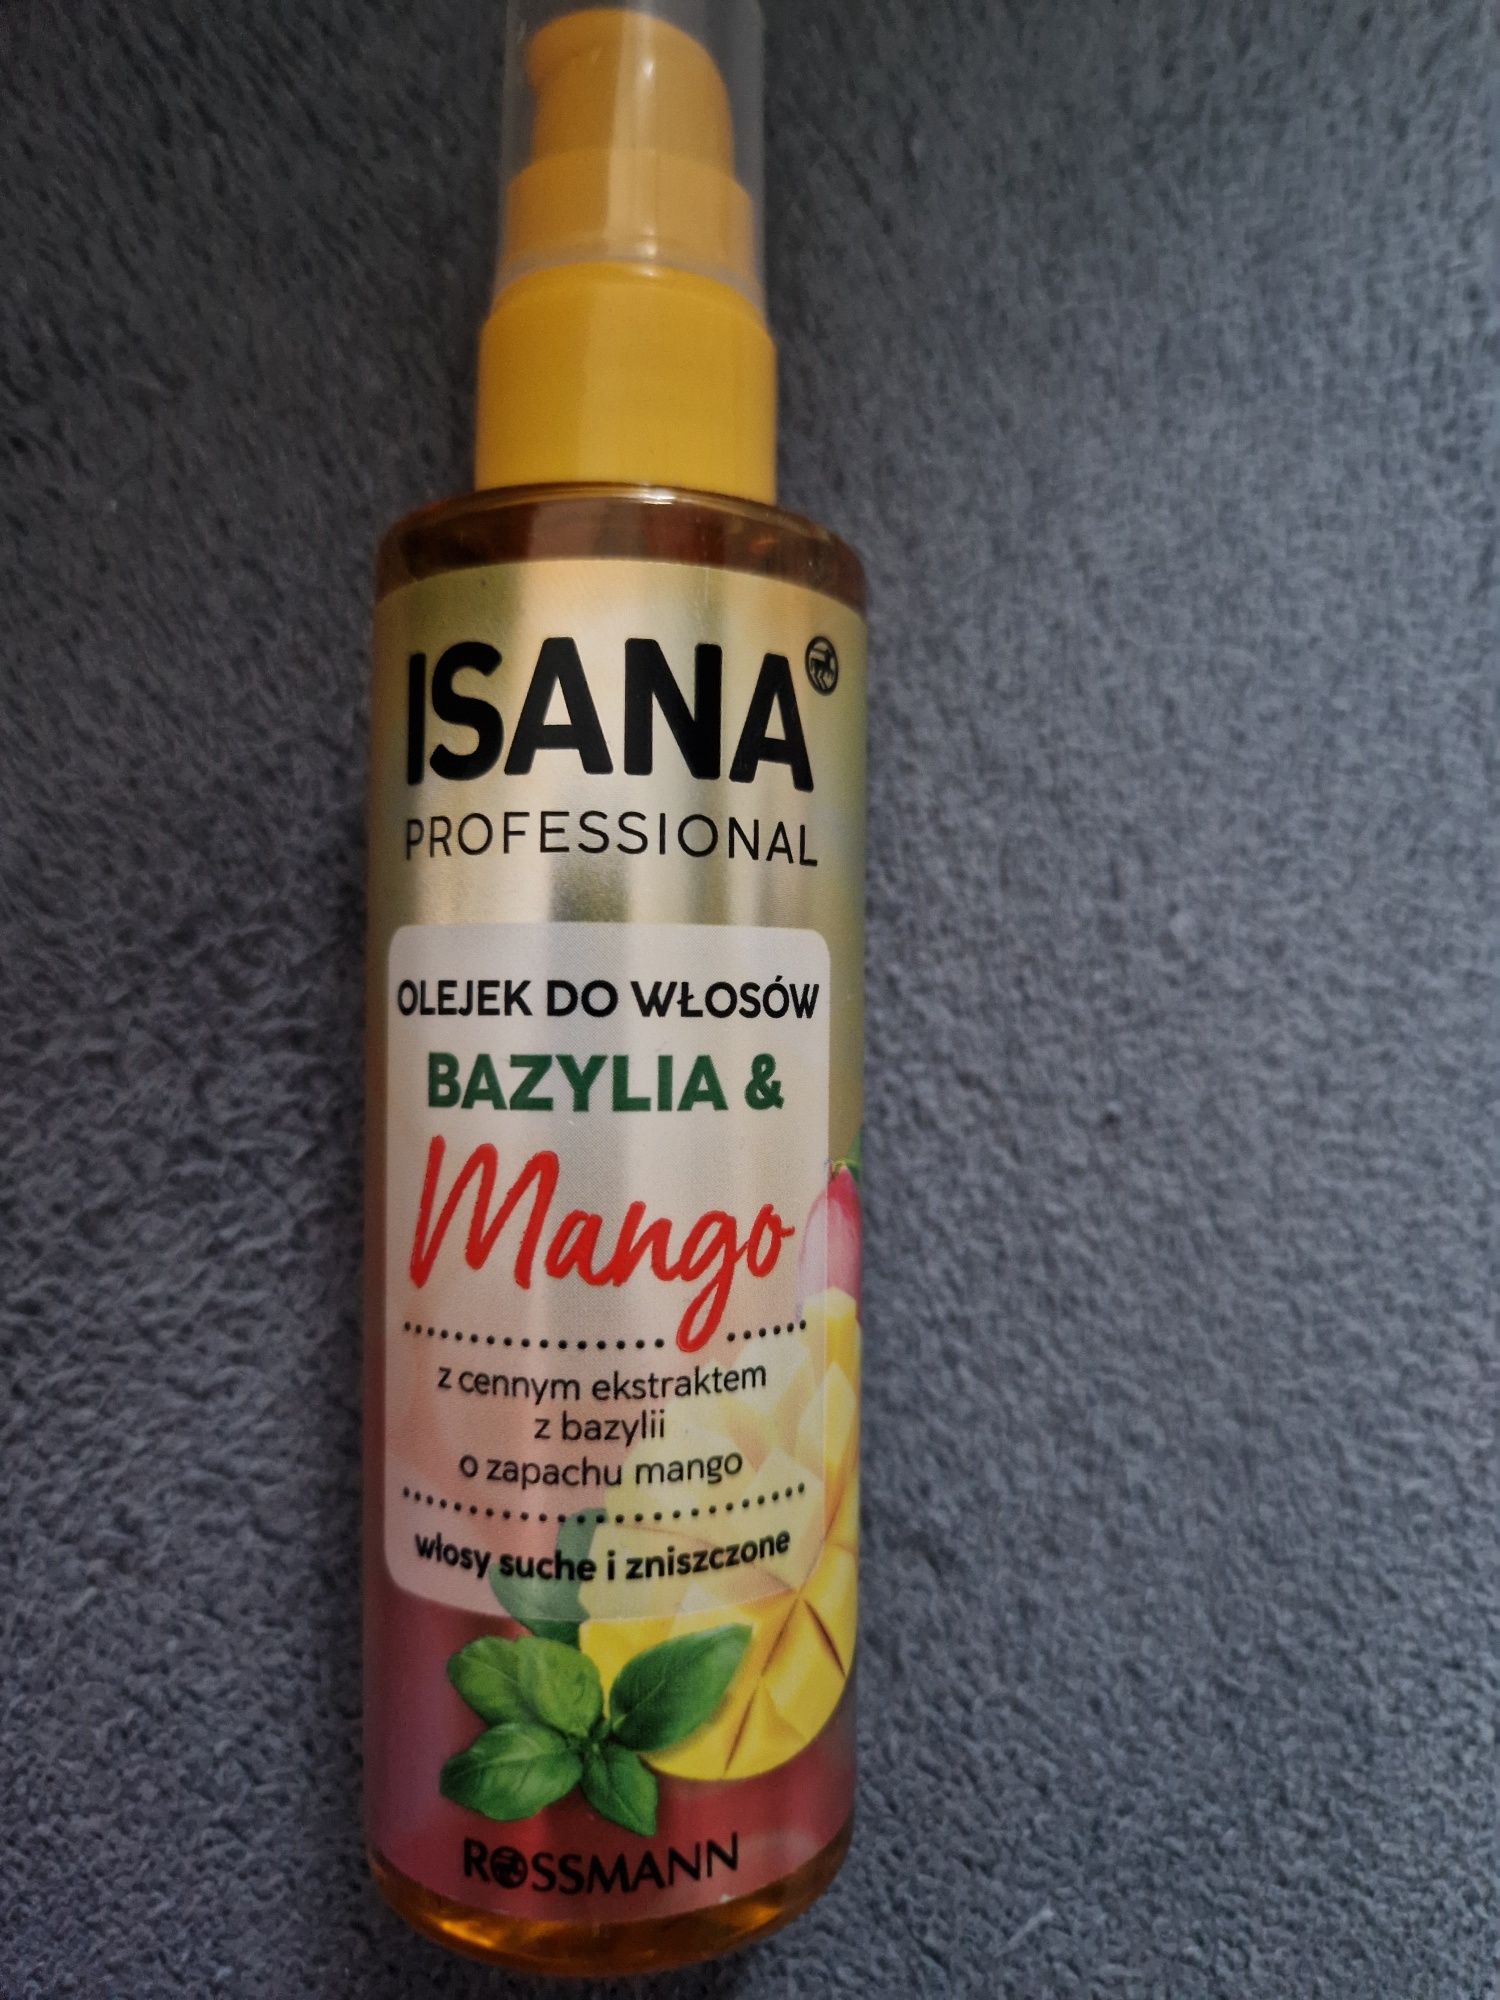 ISANA
PROFESSIONAL
OLEJEK DO WŁOSÓW
BAZYLIA &
Mango
z cennym ekstraktem
z bazylii
o zapachu mango
włosy suche i zniszczone
ROSSMANN